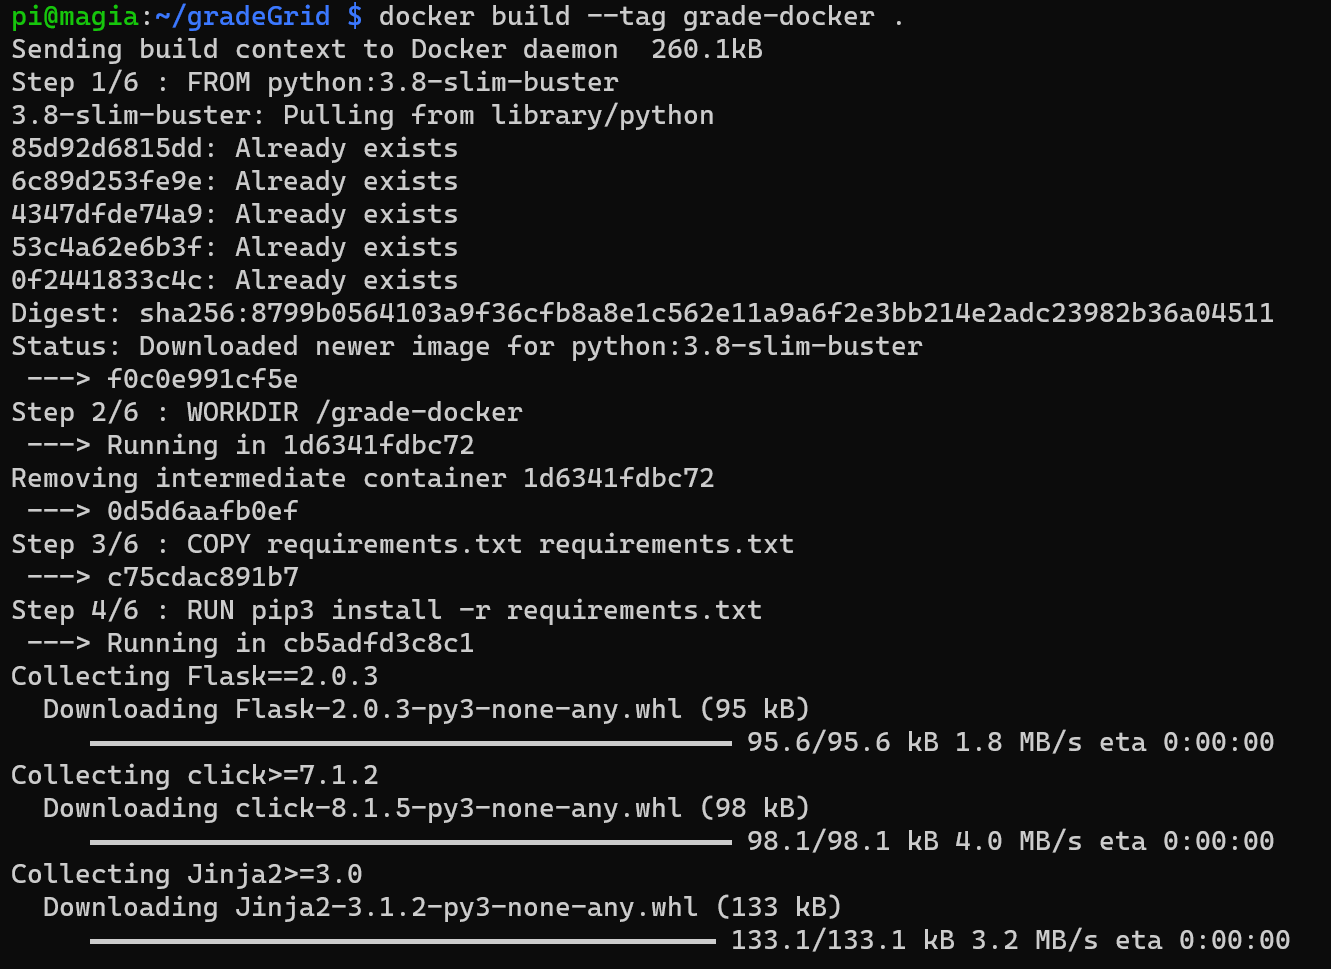 pi@magia:~/gradeGrid $ docker build --tag grade-docker .
Sending build context to Docker daemon  260.1kB
Step 1/6 : FROM python:3.8-slim-buster
3.8-slim-buster: Pulling from library/python
85d92d6815dd: Already exists
6c89d253fe9e: Already exists
4347dfde74a9: Already exists
53c4a62e6b3f: Already exists
0f2441833c4c: Already exists
Digest: sha256:8799b0564103a9f36cfb8a8e1c562e11a9a6f2e3bb214e2adc23982b36a04511
Status: Downloaded newer image for python:3.8-slim-buster
 ---> f0c0e991cf5e
Step 2/6 : WORKDIR /grade-docker
 ---> Running in 1d6341fdbc72
Removing intermediate container 1d6341fdbc72
 ---> 0d5d6aafb0ef
Step 3/6 : COPY requirements.txt requirements.txt
 ---> c75cdac891b7
Step 4/6 : RUN pip3 install -r requirements.txt
 ---> Running in cb5adfd3c8c1
Collecting Flask==2.0.3
  Downloading Flask-2.0.3-py3-none-any.whl (95 kB)
95.6/95.6 kB 1.8 MB/s eta 0:00:00
Collecting click>=7.1.2
  Downloading click-8.1.5-py3-none-any.whl (98 kB)
98.1/98.1 kB 4.0 MB/s eta 0:00:00
Collecting Jinja2>=3.0
  Downloading Jinja2-3.1.2-py3-none-any.whl (133 kB)
133.1/133.1 kB 3.2 MB/s eta 0:00:00